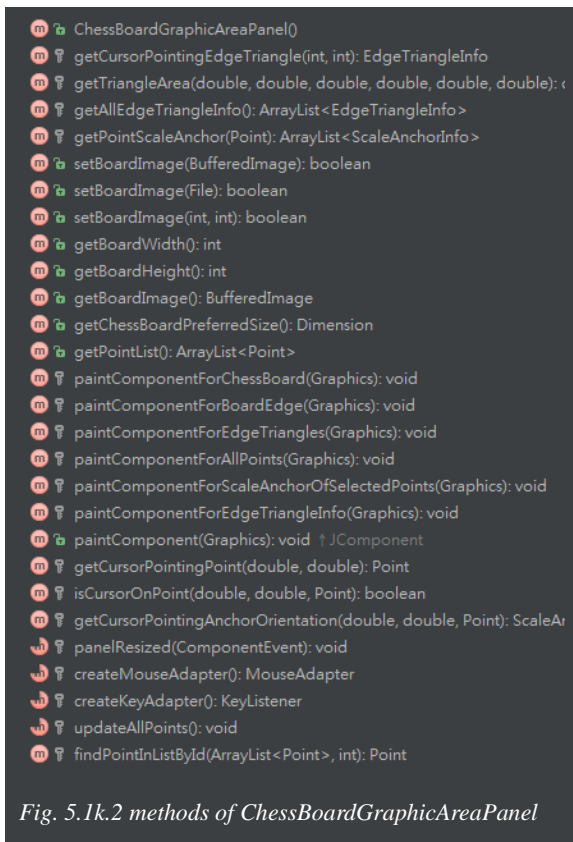 ChessBoardGraphicAreaPanel()
getCursorPointingEdgeTriangle(int, int): EdgeTriangleInfo
getTriangleArea(double, double, double, double, double, double): d
getAllEdgeTriangleInfo(): ArrayList<EdgeTriangleInfo>
getPointScaleAnchor(Point): ArrayList<ScaleAnchorInfo>
setBoardImage(BufferedImage): boolean
setBoardImage(File): boolean
setBoardImage(int, int): boolean
getBoardWidth(): int
getBoardHeight(): int
getBoardImage(): BufferedImage
getChessBoardPreferredSize(): Dimension
getPointList(): ArrayList<Point>
paintComponentForChessBoard(Graphics): void
paintComponentForBoardEdge(Graphics): void
paintComponentForEdgeTriangles(Graphics): void
paintComponentForAllPoints(Graphics): void
paintComponentForScaleAnchorOfSelectedPoints(Graphics): void
paintComponentForEdgeTriangleInfo(Graphics): void
paintComponent(Graphics): void ↑JComponent
getCursorPointingPoint(double, double): Point
isCursorOnPoint(double, double, Point): boolean
getCursorPointingAnchorOrientation(double, double, Point): ScaleAr
panelResized(ComponentEvent): void
createMouseAdapter(): MouseAdapter
createKeyAdapter(): KeyListener
updateAllPoints(): void
findPointInListById(ArrayList<Point>, int): Point
Fig. 5.1k.2 methods of ChessBoardGraphicAreaPanel